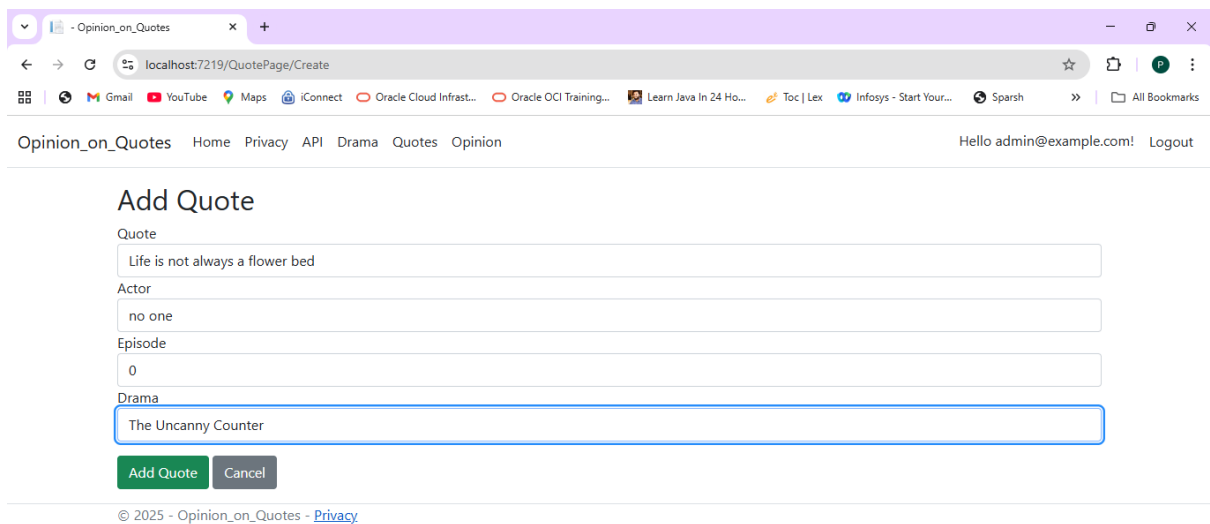 - Opinion_on_Quotes
localhost:7219/QuotePage/Create
Gmail YouTube Maps iConnect Oracle Cloud Infrast... Oracle OCI Training... Learn Java In 24 Ho... Toc | Lex Infosys - Start Your... Sparsh » All Bookmarks
Opinion_on_Quotes Home Privacy API Drama Quotes Opinion Hello admin@example.com! Logout
Add Quote
Quote
Life is not always a flower bed
Actor
no one
Episode
0
Drama
The Uncanny Counter
Add Quote Cancel
© 2025 - Opinion_on_Quotes - Privacy